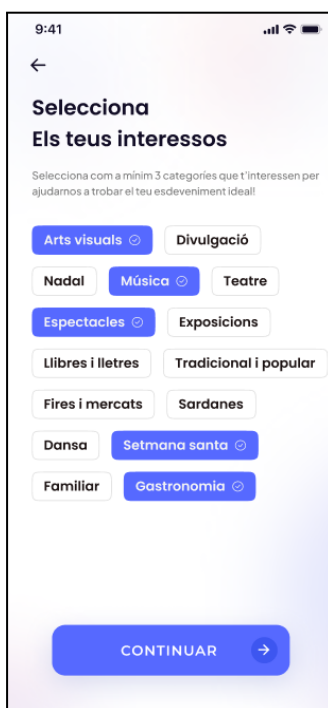 9:41
Selecciona
Els teus interessos
Selecciona com a mínim 3 categoríes que t'interessen per
ajudarnos a trobar el teu esdeveniment ideal!
Arts visuals Divulgació
Nadal Música Teatre
Espectacles Exposicions
Llibres i lletres Tradicional i popular
Fires i mercats Sardanes
Dansa Setmana santa
Familiar Gastronomia
CONTINUAR